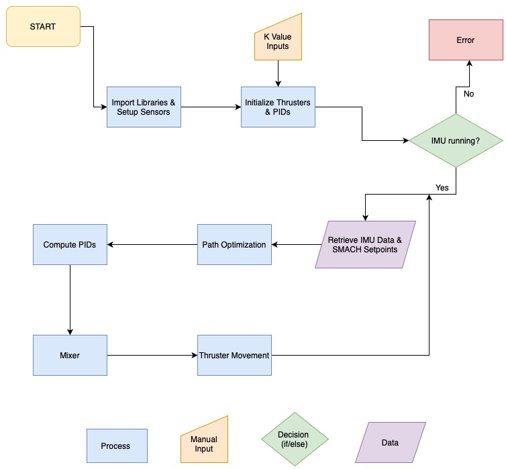 START
K Value
Inputs
Error
Import Libraries &
Setup Sensors
Initialize Thrusters
& PIDs
No
IMU running?
Yes
Retrieve IMU Data &
SMACH Setpoints
Path Optimization
Compute PIDs
Mixer
Thruster Movement
Process
Manual
Input
Decision
(if/else)
Data